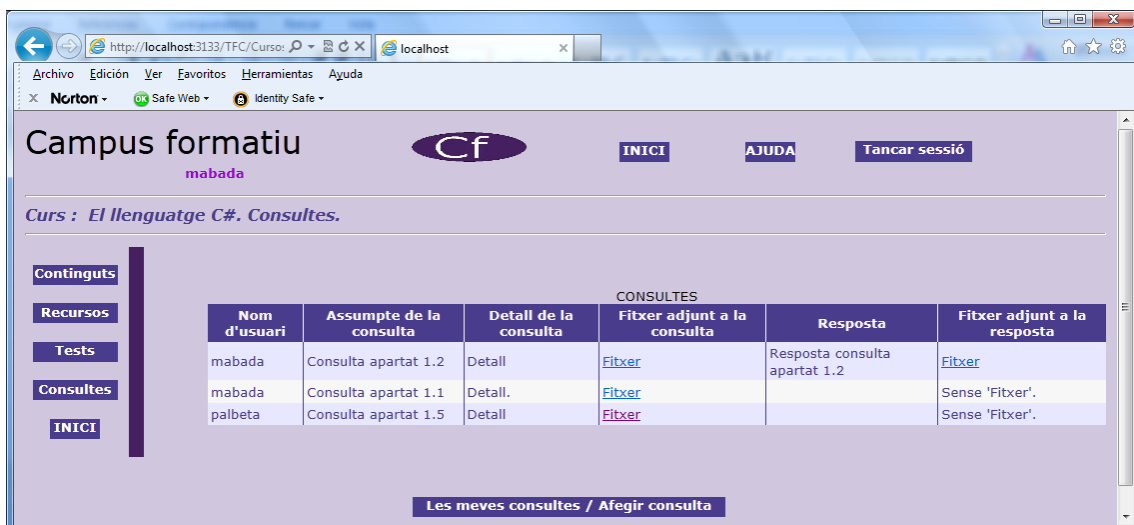 http://localhost:3133/TFC/Curso: localhost
Archivo Edición Ver Favoritos Herramientas Ayuda
x Norton OK Safe Web Identity Safe
Campus formatiu Cf INICI AJUDA Tancar sessió
mabada
Curs : El llenguatge C#. Consultes.
Continguts
Recursos
Tests
Consultes
INICI
CONSULTES
Nom d'usuari Assumpte de la consulta Detall de la consulta Fitxer adjunt a la consulta Resposta Fitxer adjunt a la resposta
mabada Consulta apartat 1.2 Detall Fitxer Resposta consulta apartat 1.2 Fitxer
mabada Consulta apartat 1.1 Detall. Fitxer Sense 'Fitxer'.
palbeta Consulta apartat 1.5 Detall Fitxer Sense 'Fitxer'.
Les meves consultes / Afegir consulta